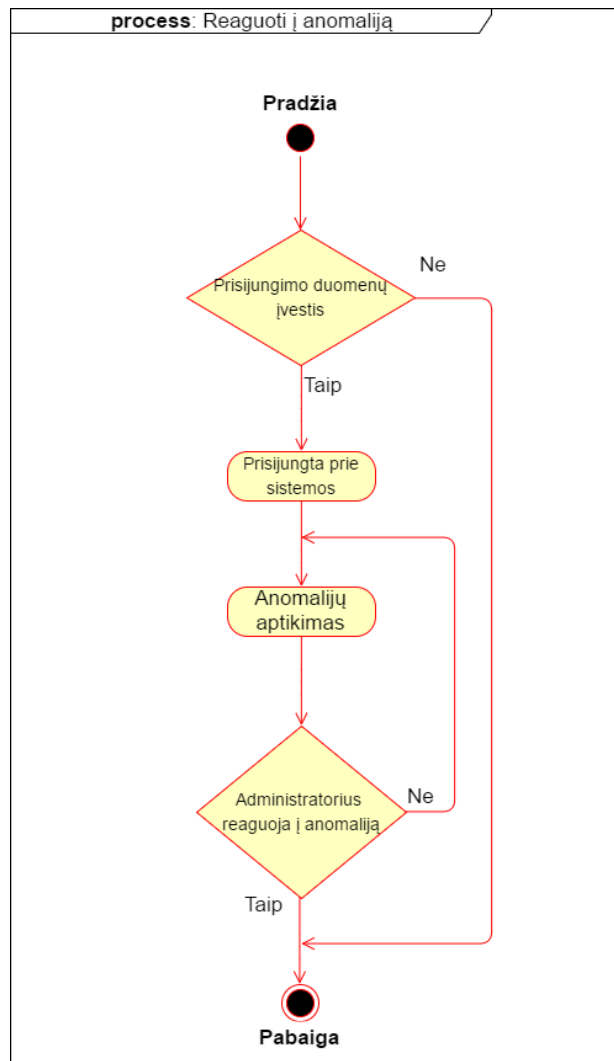 process: Reaguoti į anomaliją
Pradžia
Ne
Prisijungimo duomenų
įvestis
Taip
Prisijungta prie
sistemos
Anomalijų
aptikimas
Administratorius
reaguoja į anomaliją
Ne
Taip
Pabaiga